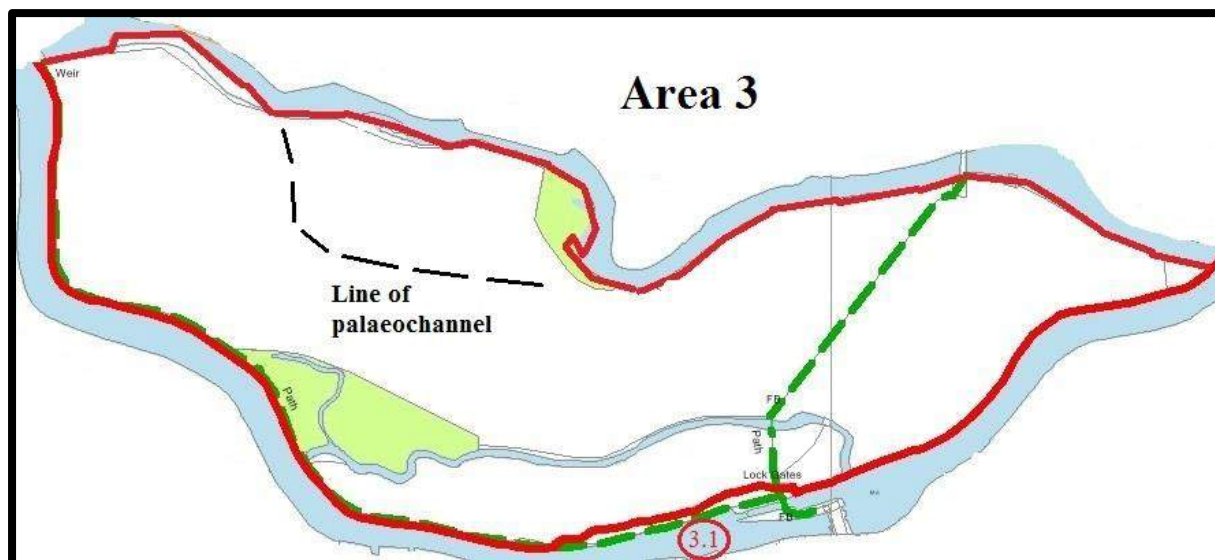 Weir
Area 3
Line of
palaeochannel
Path
FB
Path
Lock Gates
FB
3.1